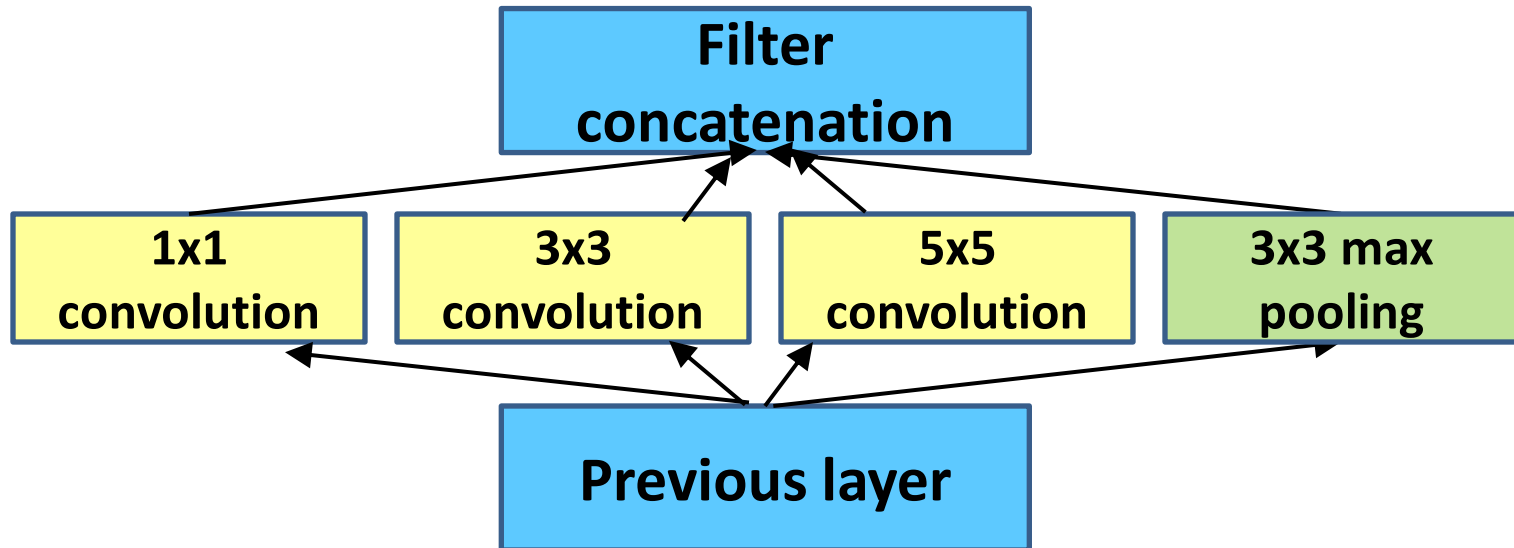 Filter
concatenation
1x1
convolution
3x3
convolution
5x5
convolution
3x3 max
pooling
Previous layer